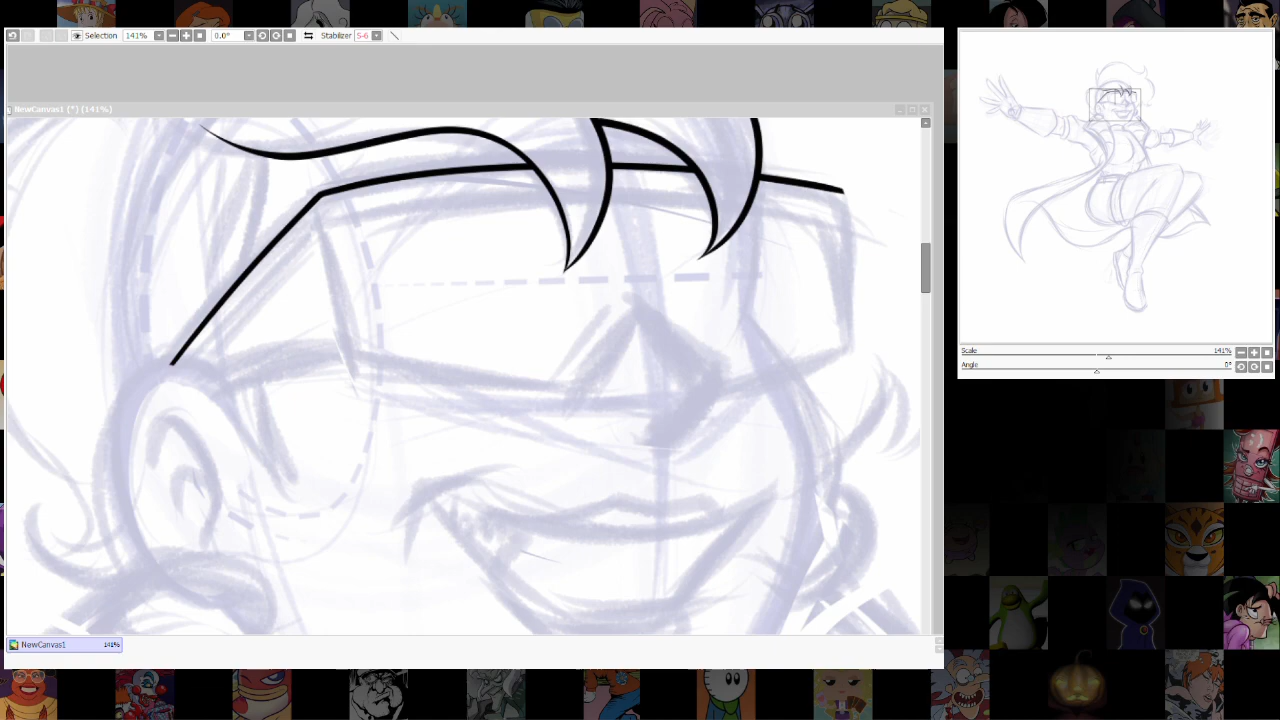 Selection 141% 0.0° Stabilizer S-6
NewCanvas1 (*) (141%)
Scale 141%
Angle 0°
NewCanvas1 141%